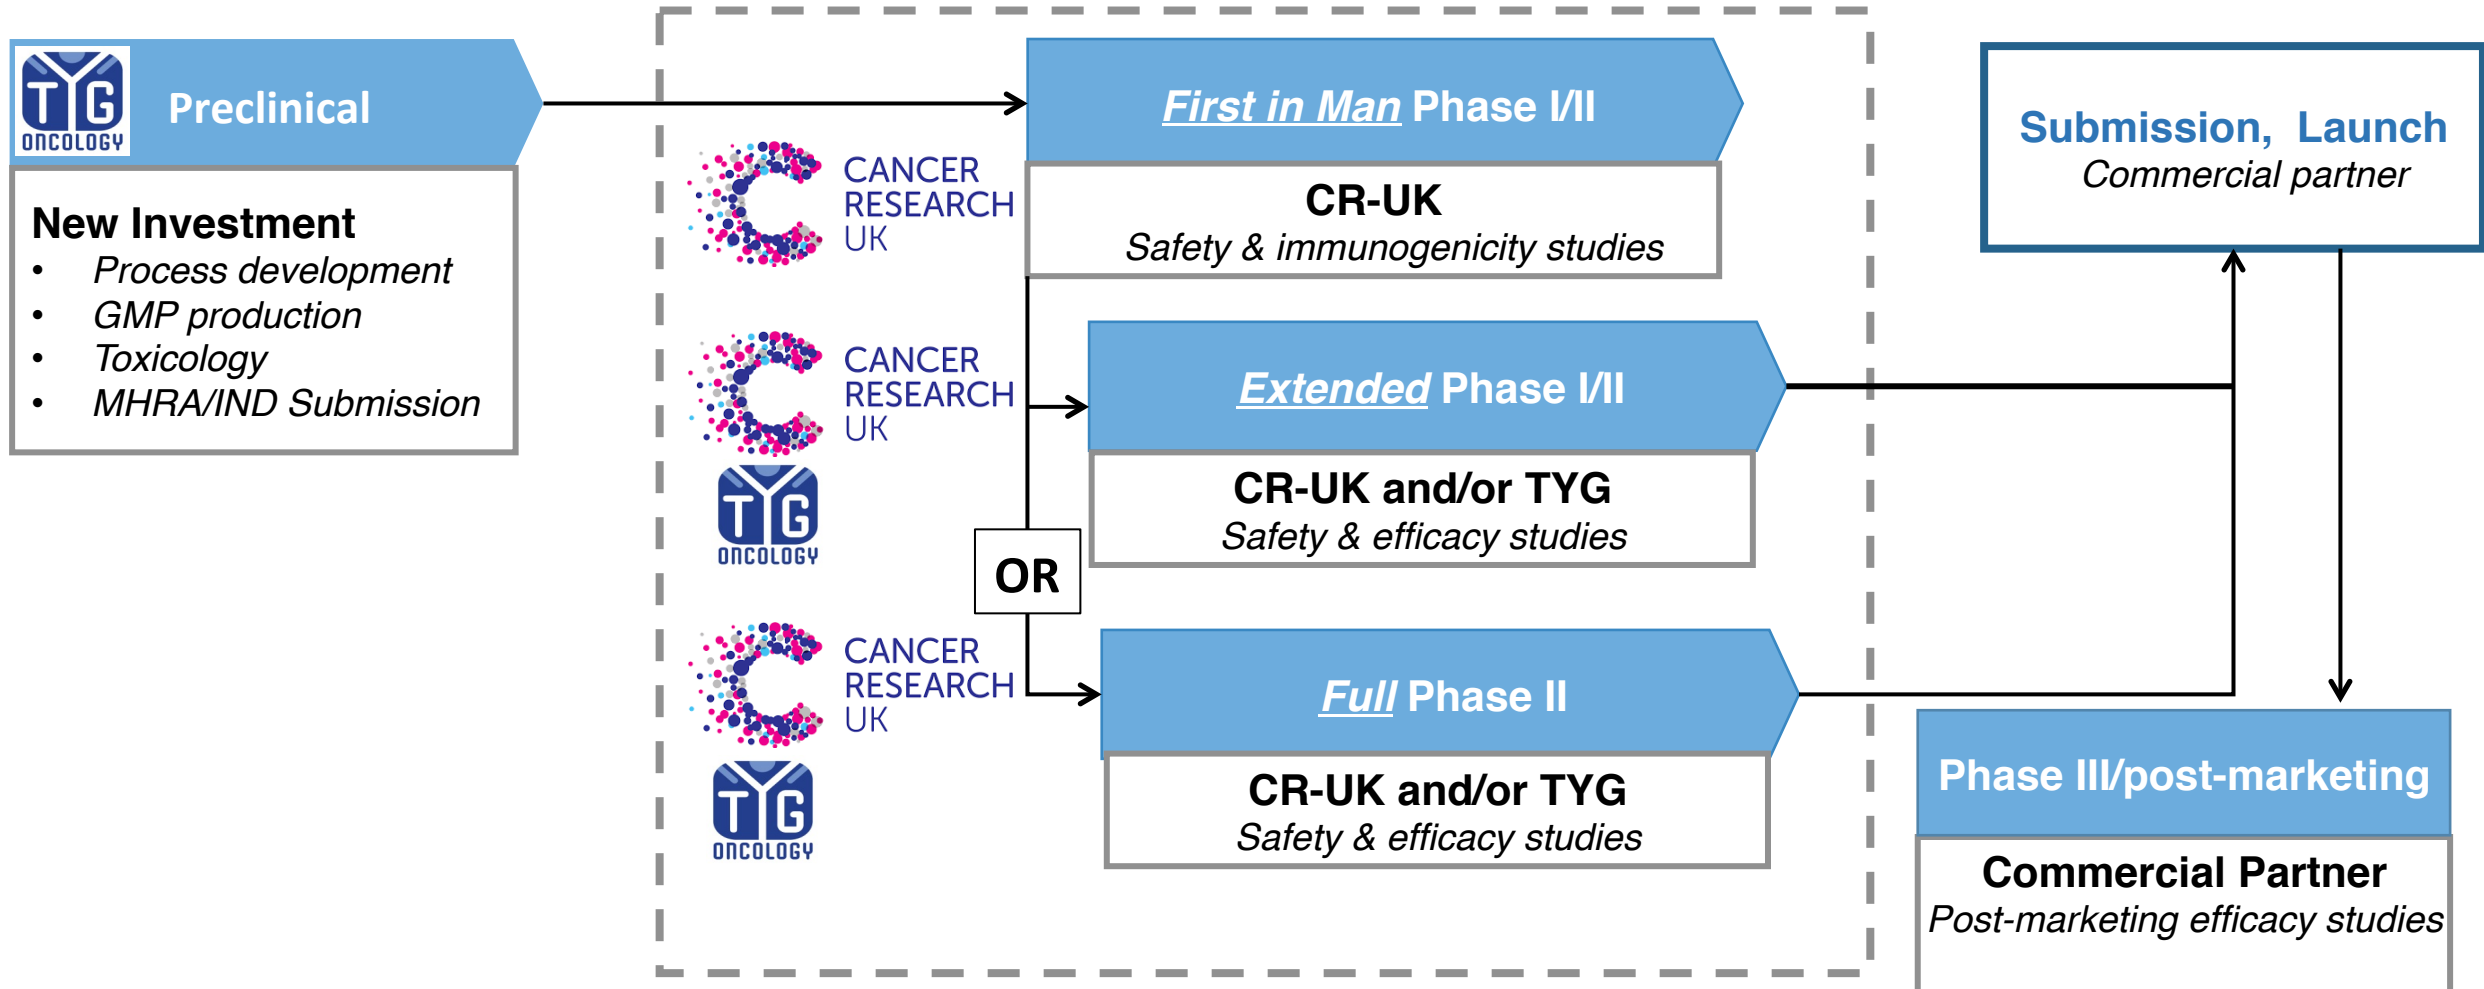 TYG
ONCOLOGY
Preclinical
New Investment
• Process development
• GMP production
• Toxicology
• MHRA/IND Submission
CANCER
RESEARCH
UK
First in Man Phase I/II
CR-UK
Safety & immunogenicity studies
CANCER
RESEARCH
UK
TYG
ONCOLOGY
Extended Phase I/II
CR-UK and/or TYG
Safety & efficacy studies
OR
CANCER
RESEARCH
UK
TYG
ONCOLOGY
Full Phase II
CR-UK and/or TYG
Safety & efficacy studies
Submission, Launch
Commercial partner
Phase III/post-marketing
Commercial Partner
Post-marketing efficacy studies